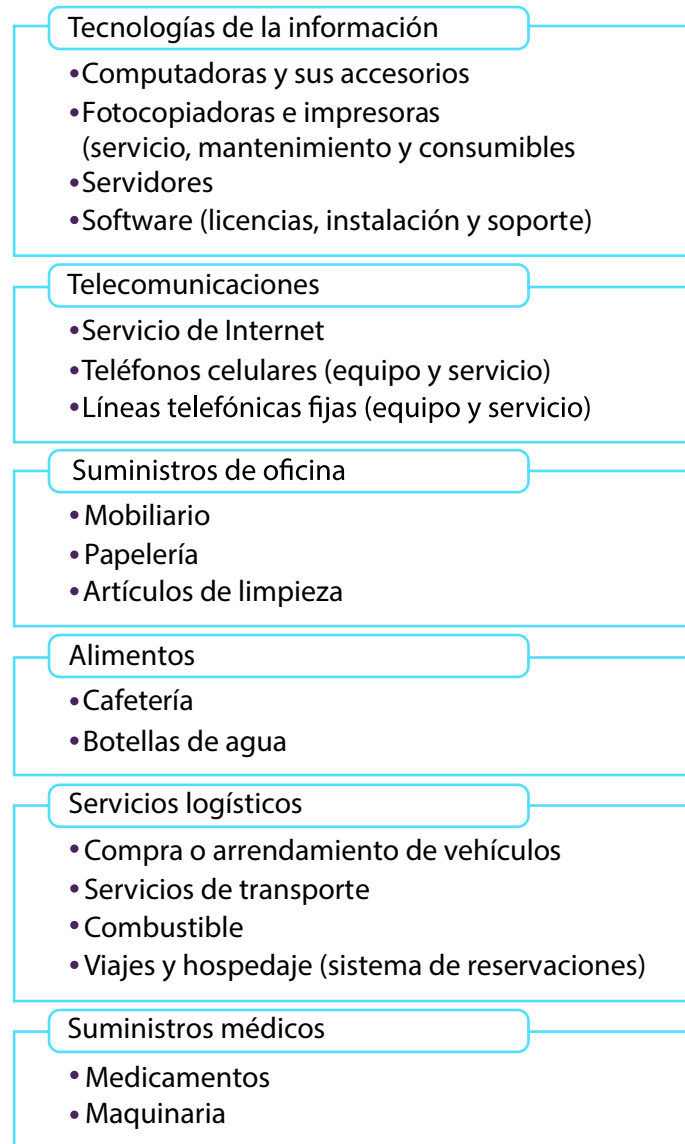 Tecnologías de la información
•Computadoras y sus accesorios
•Fotocopiadoras e impresoras
(servicio, mantenimiento y consumibles
•Servidores
•Software (licencias, instalación y soporte)
Telecomunicaciones
•Servicio de Internet
•Teléfonos celulares (equipo y servicio)
•Líneas telefónicas fijas (equipo y servicio)
Suministros de oficina
•Mobiliario
•Papelería
•Artículos de limpieza
Alimentos
•Cafetería
•Botellas de agua
Servicios logísticos
•Compra o arrendamiento de vehículos
•Servicios de transporte
•Combustible
•Viajes y hospedaje (sistema de reservaciones)
Suministros médicos
•Medicamentos
•Maquinaria